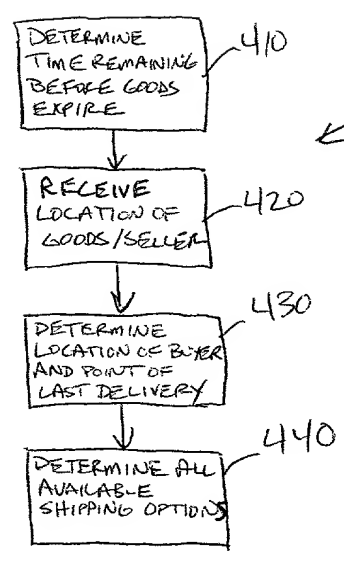 DETERMINE
TIME REMAINING
BEFORE GOODS
EXPIRE
410
RECEIVE
LOCATION OF
GOODS/SELLER
420
DETERMINE
LOCATION OF BUYER
AND POINT OF
LAST DELIVERY
430
DETERMINE ALL
AVAILABLE
SHIPPING OPTIONS
440